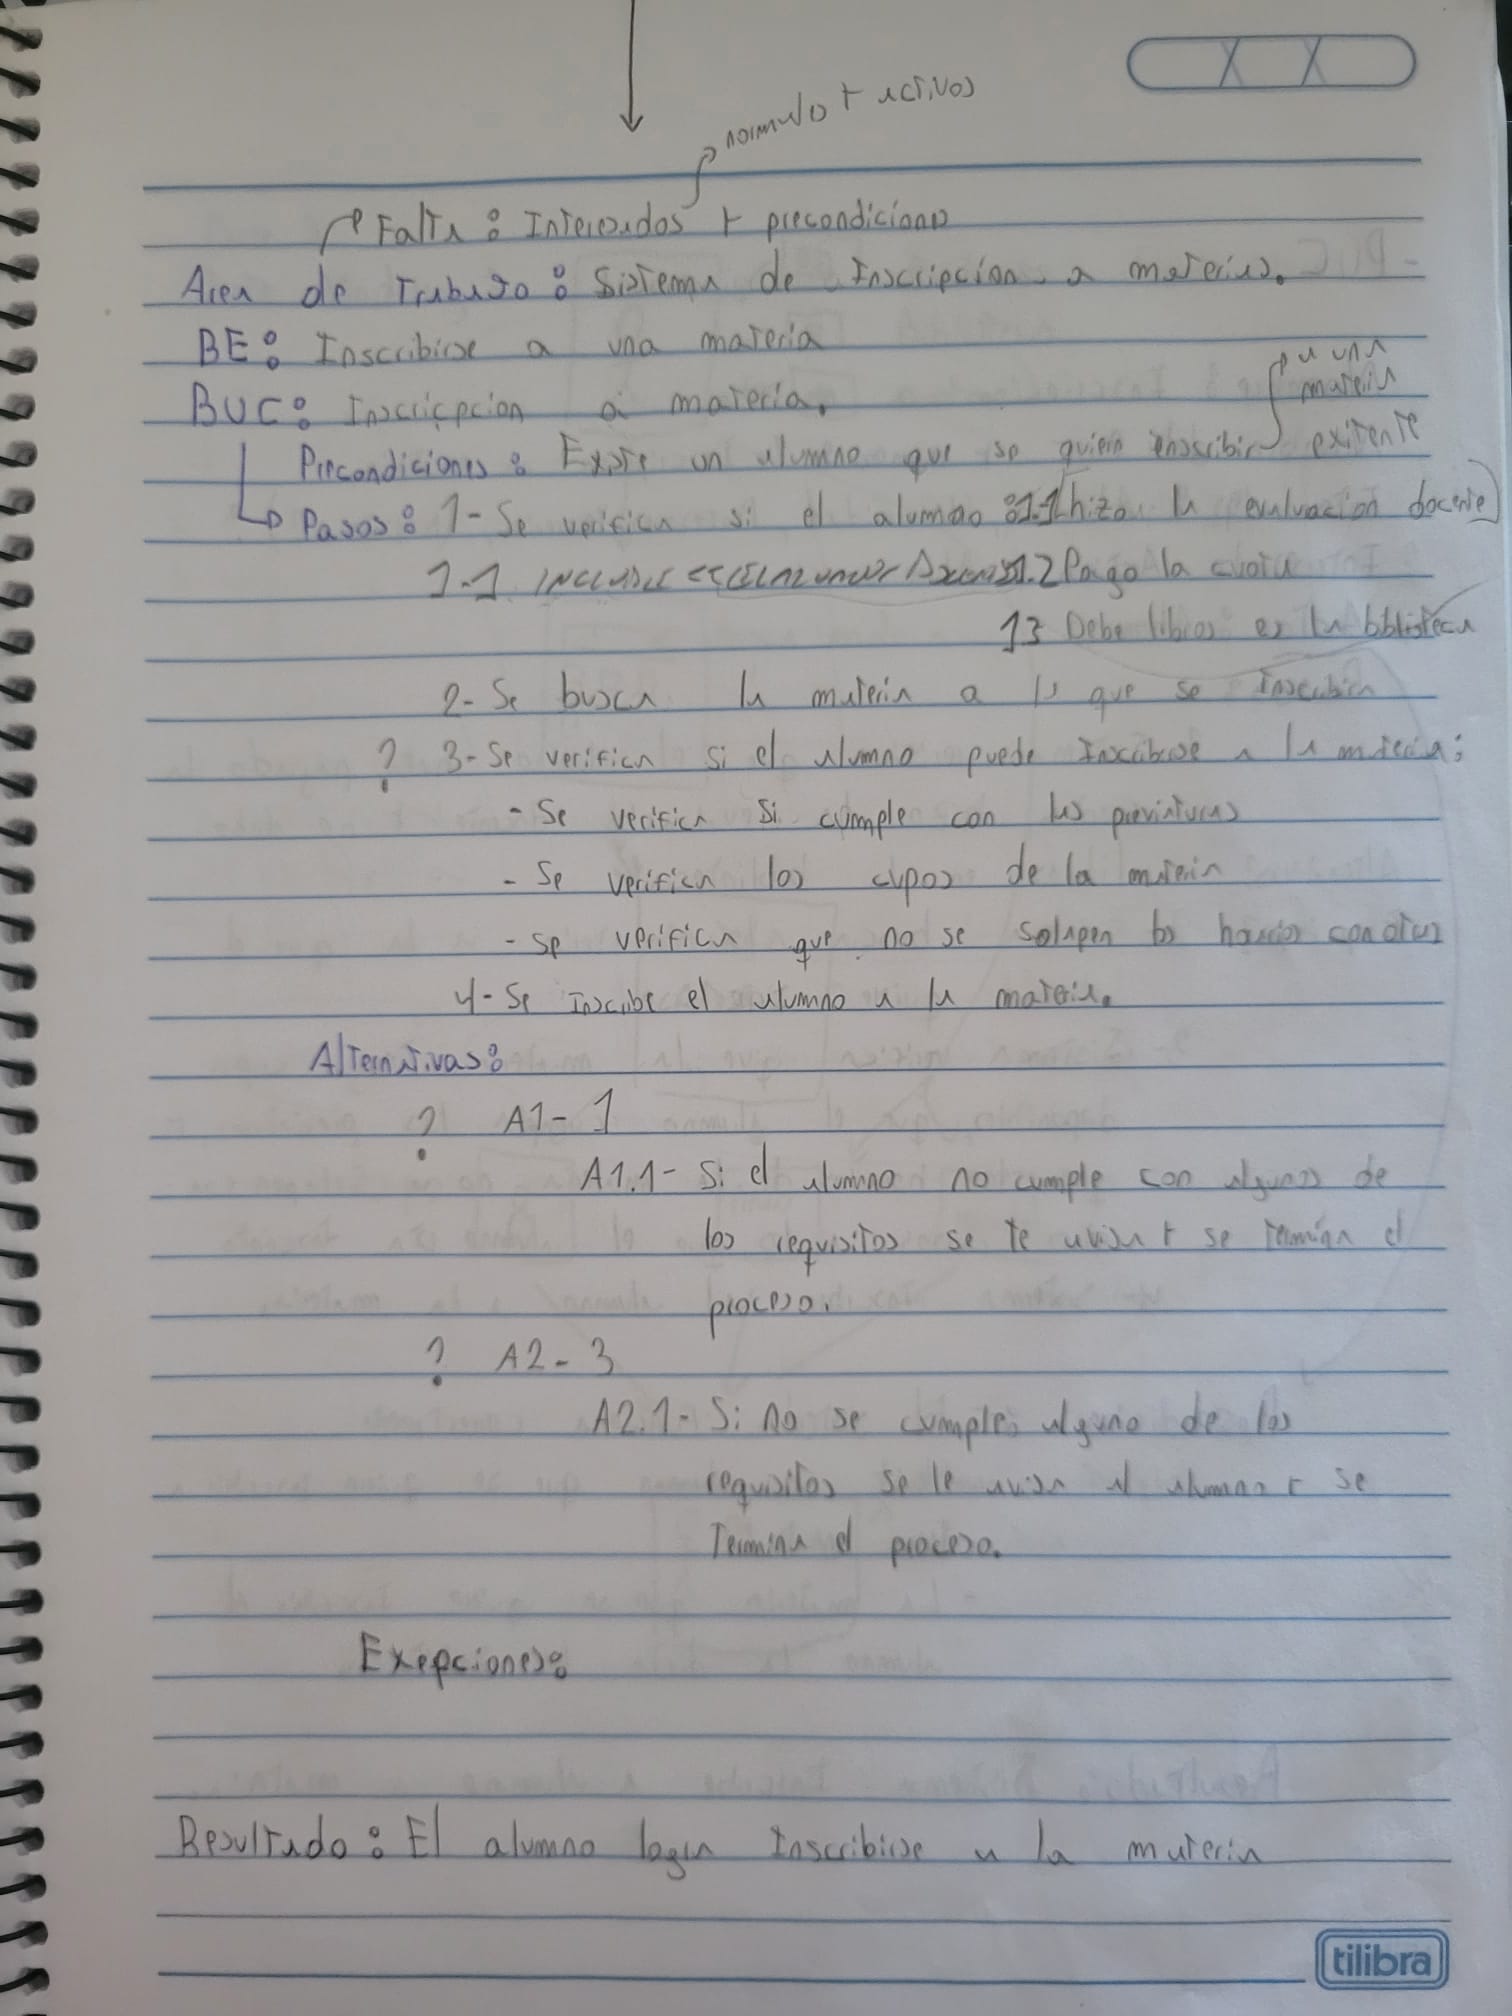 normulo + activos
Falta: Interesados + precondiciones
Area de Trabajo: Sistema de Inscripcion a materias.
BE: Inscribirse a una materia
a una
materia
BUC: Inscricpcion a materia.
Precondiciones: Existe un alumno que se quiera inscribir existente
Pasos: 1- Se verifica si el alumno: 1.1 hizo la evaluacion docente
1.1
1.2 Pago la cuota
1.3 Debe libros en la bblioteca
2- Se busca la materia a la que se inscribira
? 3- Se verifica si el alumno puede Inscribirse a la materia:
- Se verifica si cumple con las previaturas
- Se verifica los cupos de la materia
- Se verifica que no se solapen los horarios con otras
4- Se inscribe el alumno a la materia.
Alternativas:
? A1- 1
A1.1- Si el alumno no cumple con algunos de
los requisitos se te avisa + se termina el
proceso.
? A2- 3
A2.1- Si no se cumple alguno de los
requisitos se le avisa al alumno + se
Termina el proceso.
Exepciones:
Resultado: El alumno logra Inscribirse a la materia
tilibra